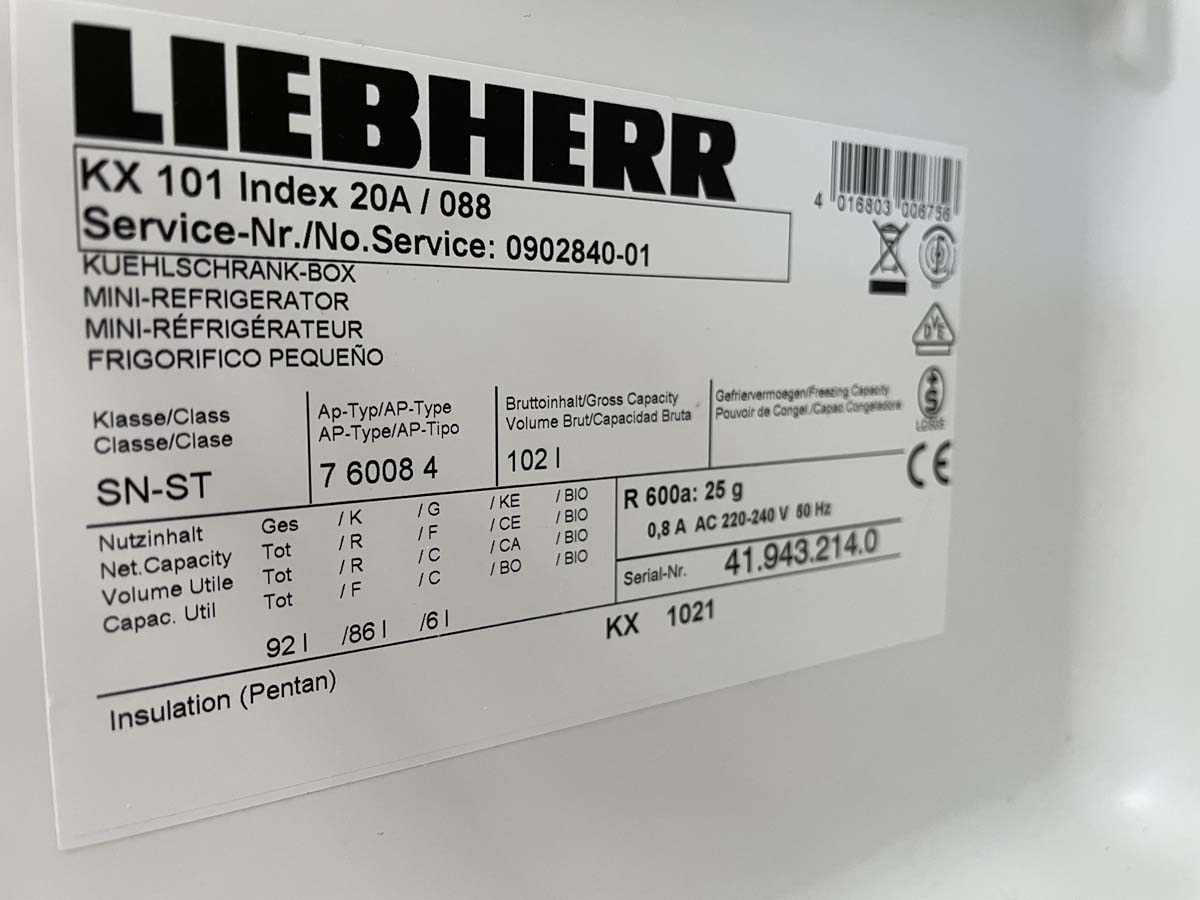 LIEBHERR
KX 101 Index 20A / 088
Service-Nr./No.Service: 0902840-01
KUEHLSCHRANK-BOX
MINI-REFRIGERATOR
MINI-RÉFRIGÉRATEUR
FRIGORIFICO PEQUEÑO
4 016803 006756
DVE
Klasse/Class
Classe/Clase
SN-ST
Ap-Typ/AP-Type
AP-Type/AP-Tipo
7 6008 4
Bruttoinhalt/Gross Capacity
Volume Brut/Capacidad Bruta
102 l
Gefriervermoegen/Freezing Capacity
Pouvoir de Congel./Capac.Congeladora
S
CE
Nutzinhalt Ges / K / G / KE / BIO
Net.Capacity Tot / R / F / CE / BIO
Volume Utile Tot / R / C / CA / BIO
Capac. Util Tot / F / C / BO / BIO
92 l /86 l /6 l
R 600a: 25 g
0,8 A AC 220-240 V 50 Hz
Serial-Nr. 41.943.214.0
KX 1021
Insulation (Pentan)